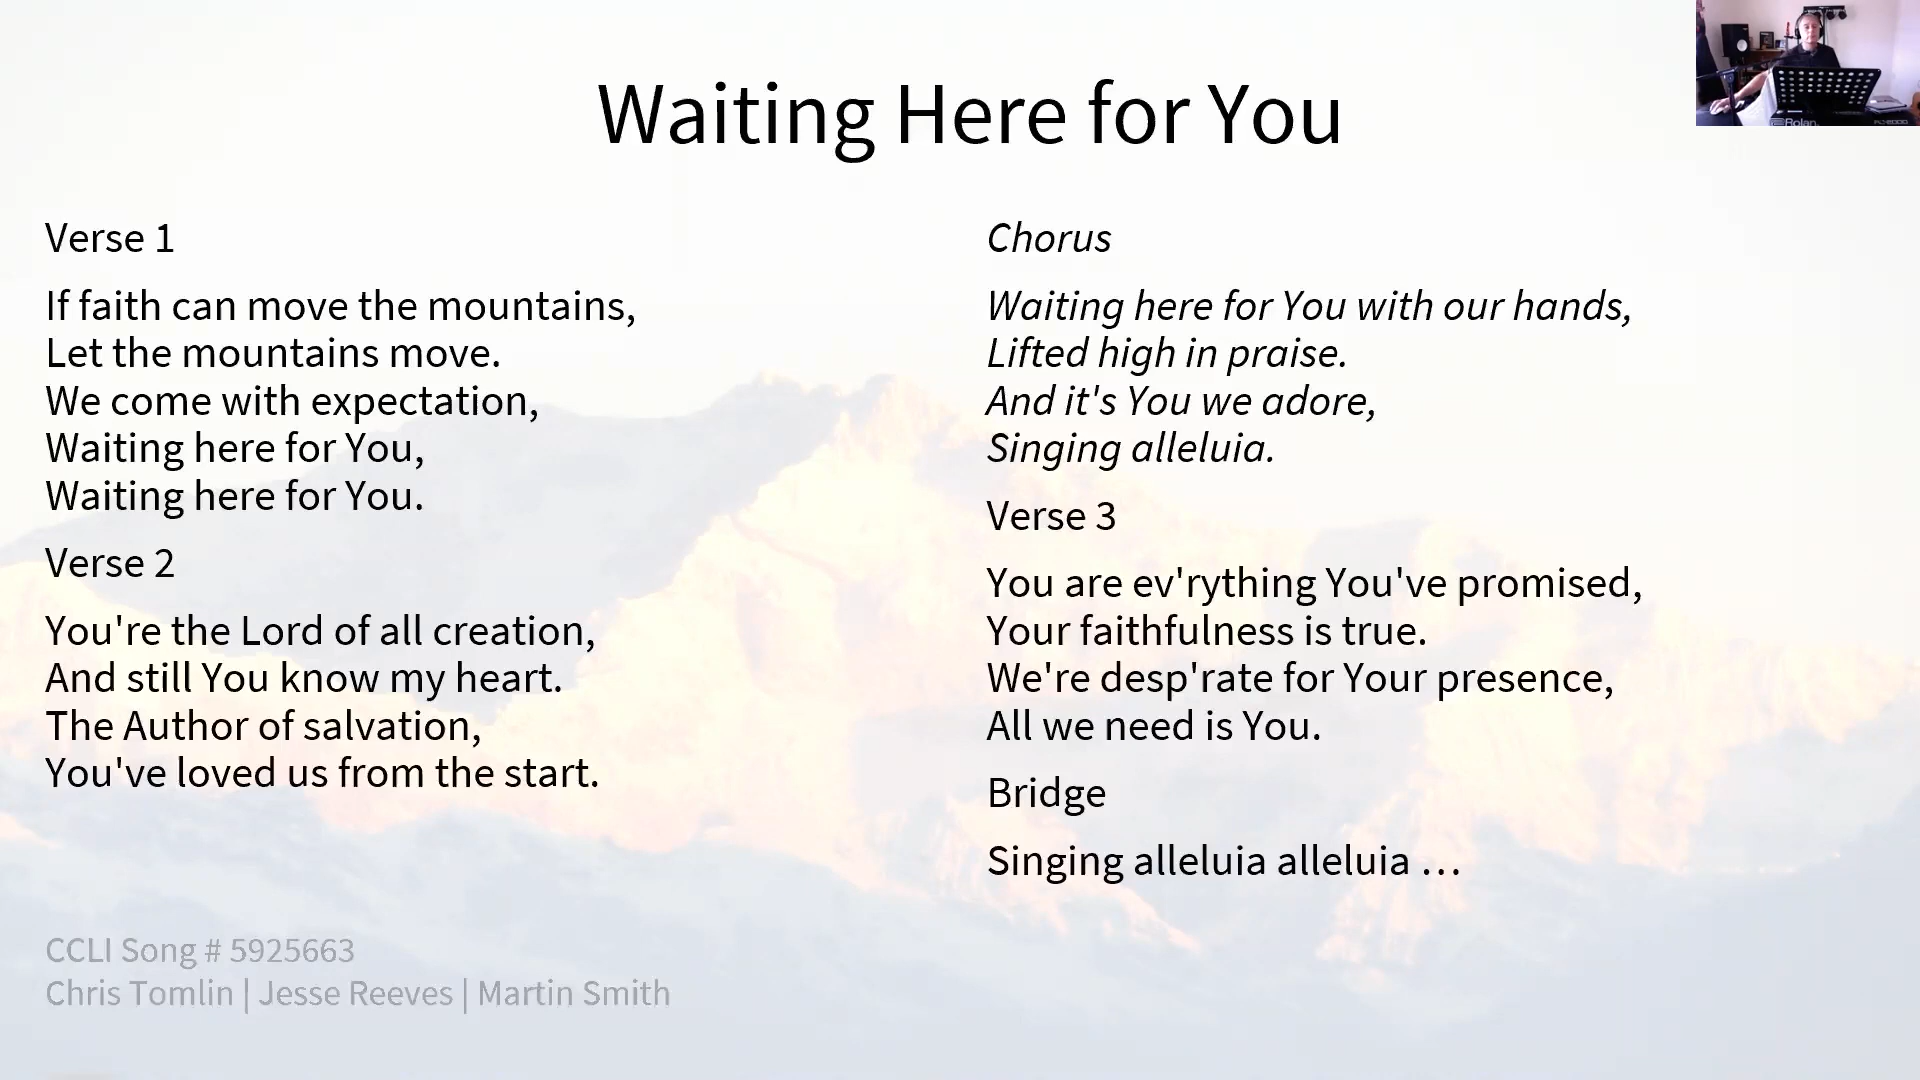 Waiting Here for You
Verse 1
If faith can move the mountains,
Let the mountains move.
We come with expectation,
Waiting here for You,
Waiting here for You.
Verse 2
You're the Lord of all creation,
And still You know my heart.
The Author of salvation,
You've loved us from the start.
Chorus
Waiting here for You with our hands,
Lifted high in praise.
And it's You we adore,
Singing alleluia.
Verse 3
You are ev'rything You've promised,
Your faithfulness is true.
We're desp'rate for Your presence,
All we need is You.
Bridge
Singing alleluia alleluia …
CCLI Song # 5925663
Chris Tomlin | Jesse Reeves | Martin Smith